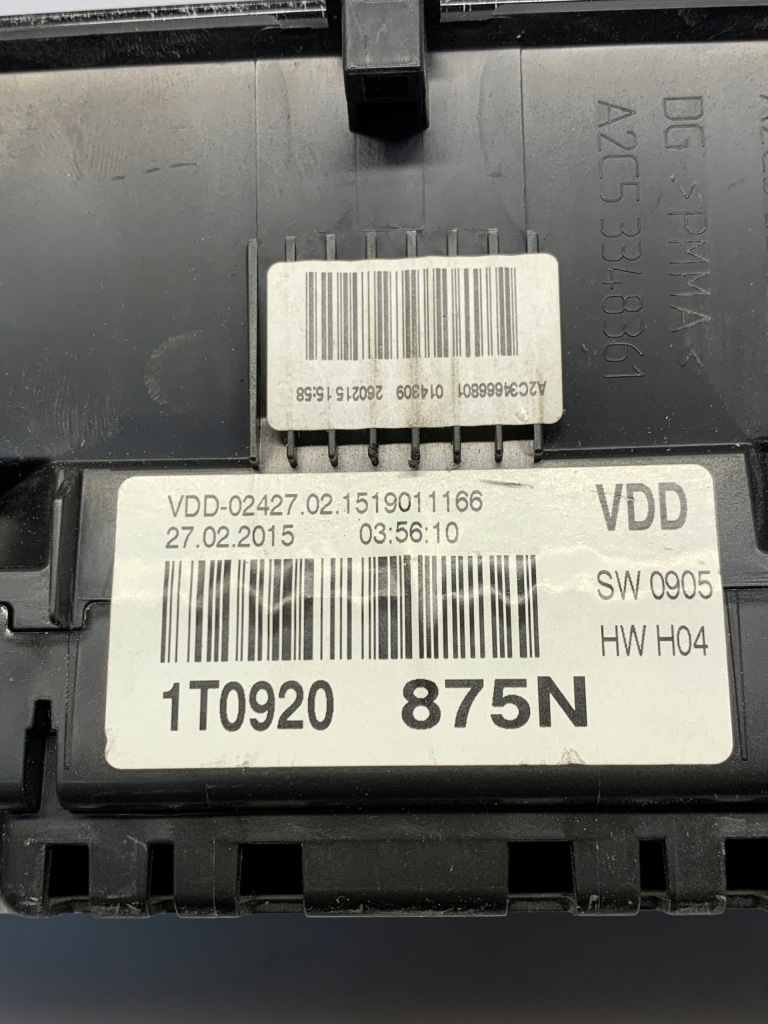 DG >PMMA<
A2C5 3348361
A2C34666801 014309 260215 15:58
VDD-02427.02.1519011166
27.02.2015 03:56:10
VDD
SW 0905
HW H04
1T0920 875N